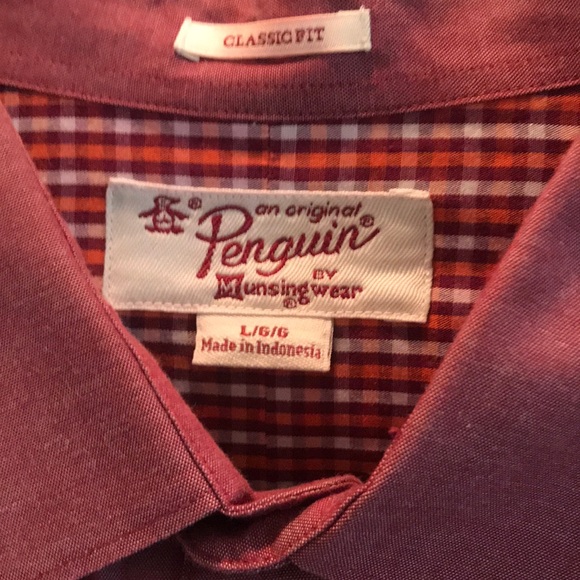 CLASSIC FIT
an original
Penguin®
BY
Munsingwear
®
L/G/G
Made in Indonesia